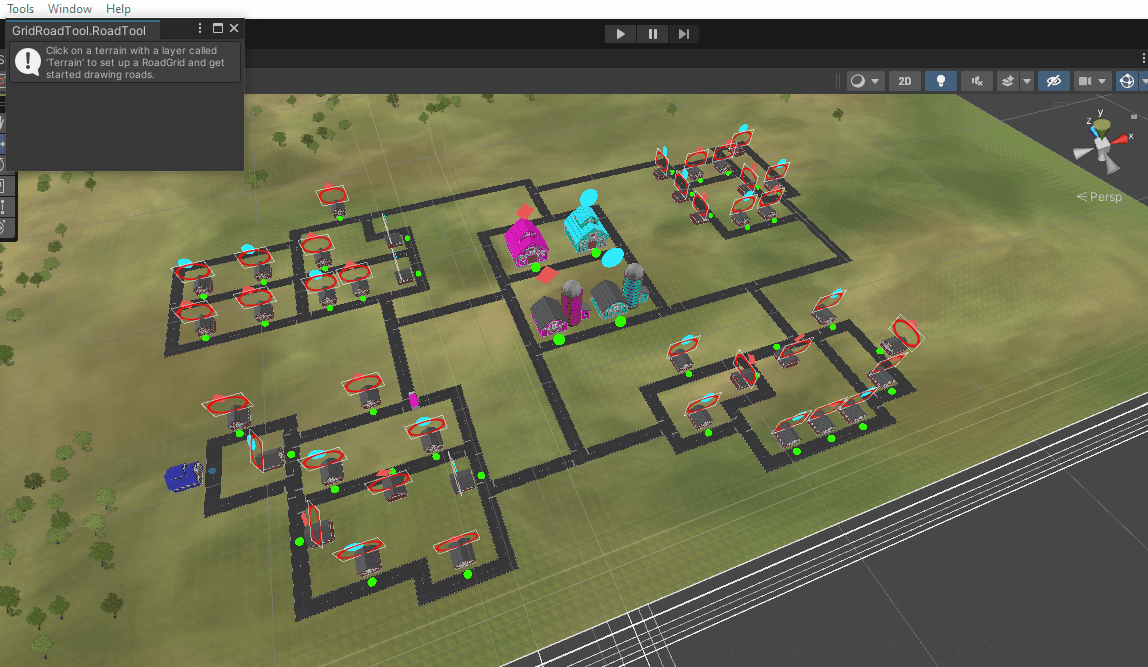 Tools Window Help
GridRoadTool.RoadTool
Click on a terrain with a layer called
'Terrain' to set up a RoadGrid and get
started drawing roads.
2D
y
z
x
Persp